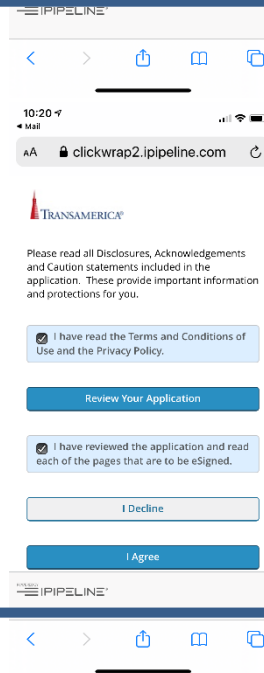 IPIPELINE®
10:20
Mail
AA clickwrap2.ipipeline.com
TRANSAMERICA®
Please read all Disclosures, Acknowledgements
and Caution statements included in the
application. These provide important information
and protections for you.
I have read the Terms and Conditions of
Use and the Privacy Policy.
Review Your Application
I have reviewed the application and read
each of the pages that are to be eSigned.
I Decline
I Agree
IPIPELINE®